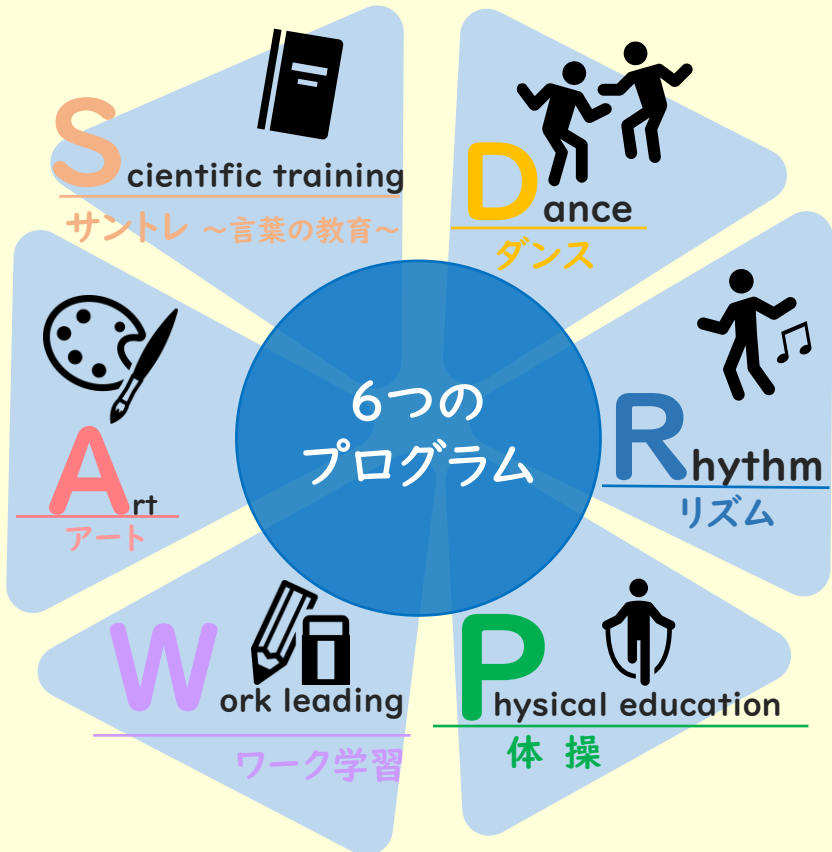 6つの
プログラム
Scientific training
サントレ ～言葉の教育～
Dance
ダンス
Rhythm
リズム
Physical education
体 操
Work leading
ワーク学習
Art
アート